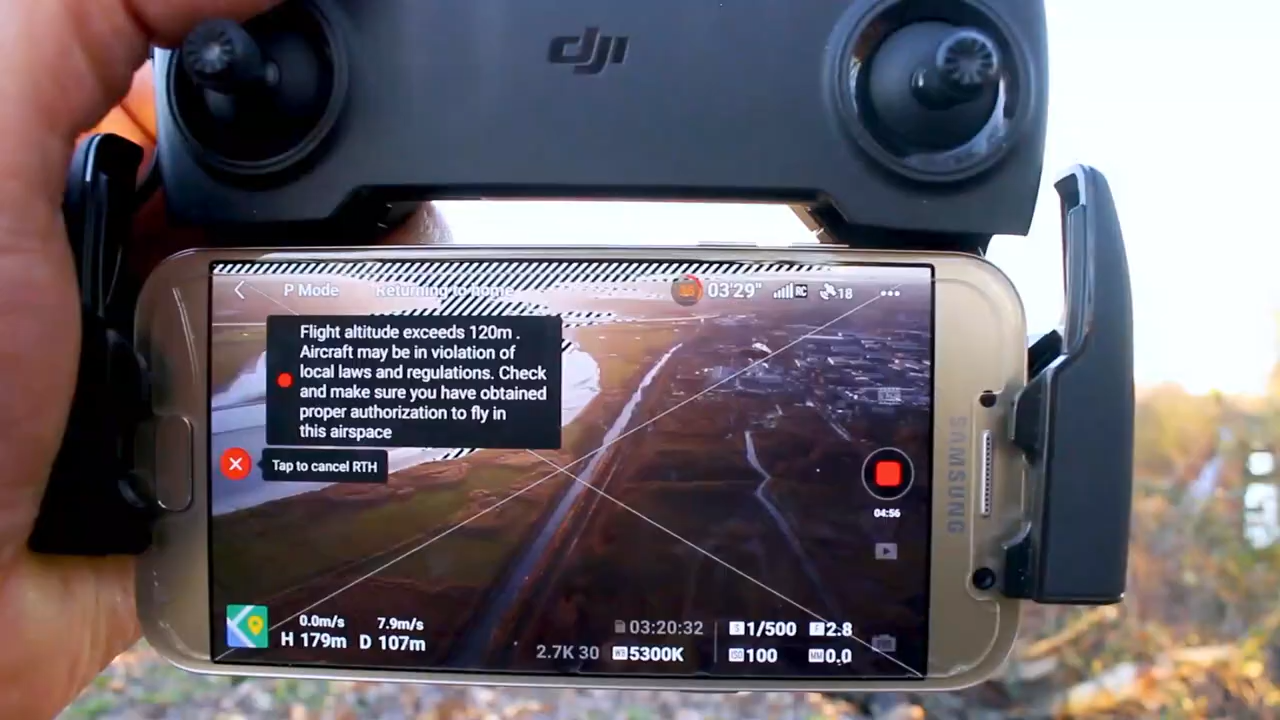 dji
P Mode
Returning to home
03'29"
RC
18
Flight altitude exceeds 120m .
Aircraft may be in violation of
local laws and regulations. Check
and make sure you have obtained
proper authorization to fly in
this airspace
Tap to cancel RTH
SAMSUNG
04:56
0.0m/s 7.9m/s
H 179m D 107m
2.7K 30
03:20:32
WB 5300K
S 1/500 F 2.8
ISO 100 MM 0.0